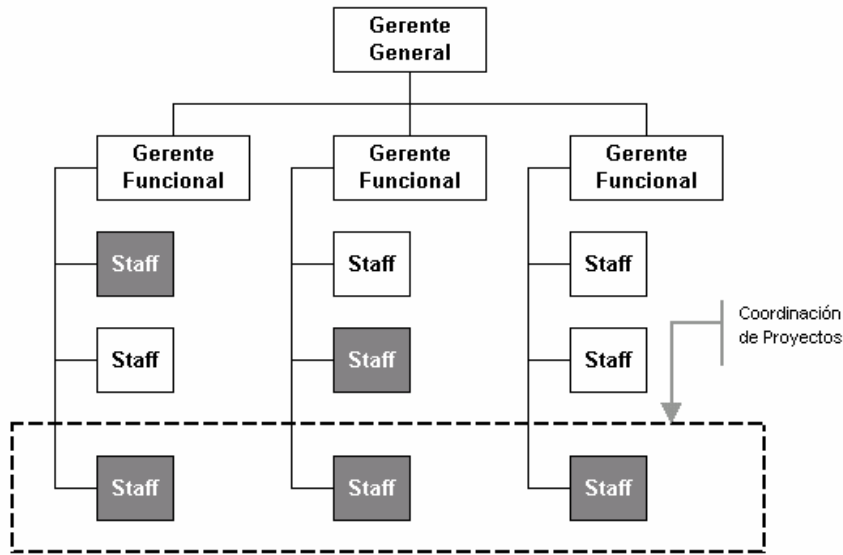 Gerente
General
Gerente
Funcional
Gerente
Funcional
Gerente
Funcional
Staff
Staff
Staff
Coordinación
de Proyectos
Staff
Staff
Staff
Staff
Staff
Staff